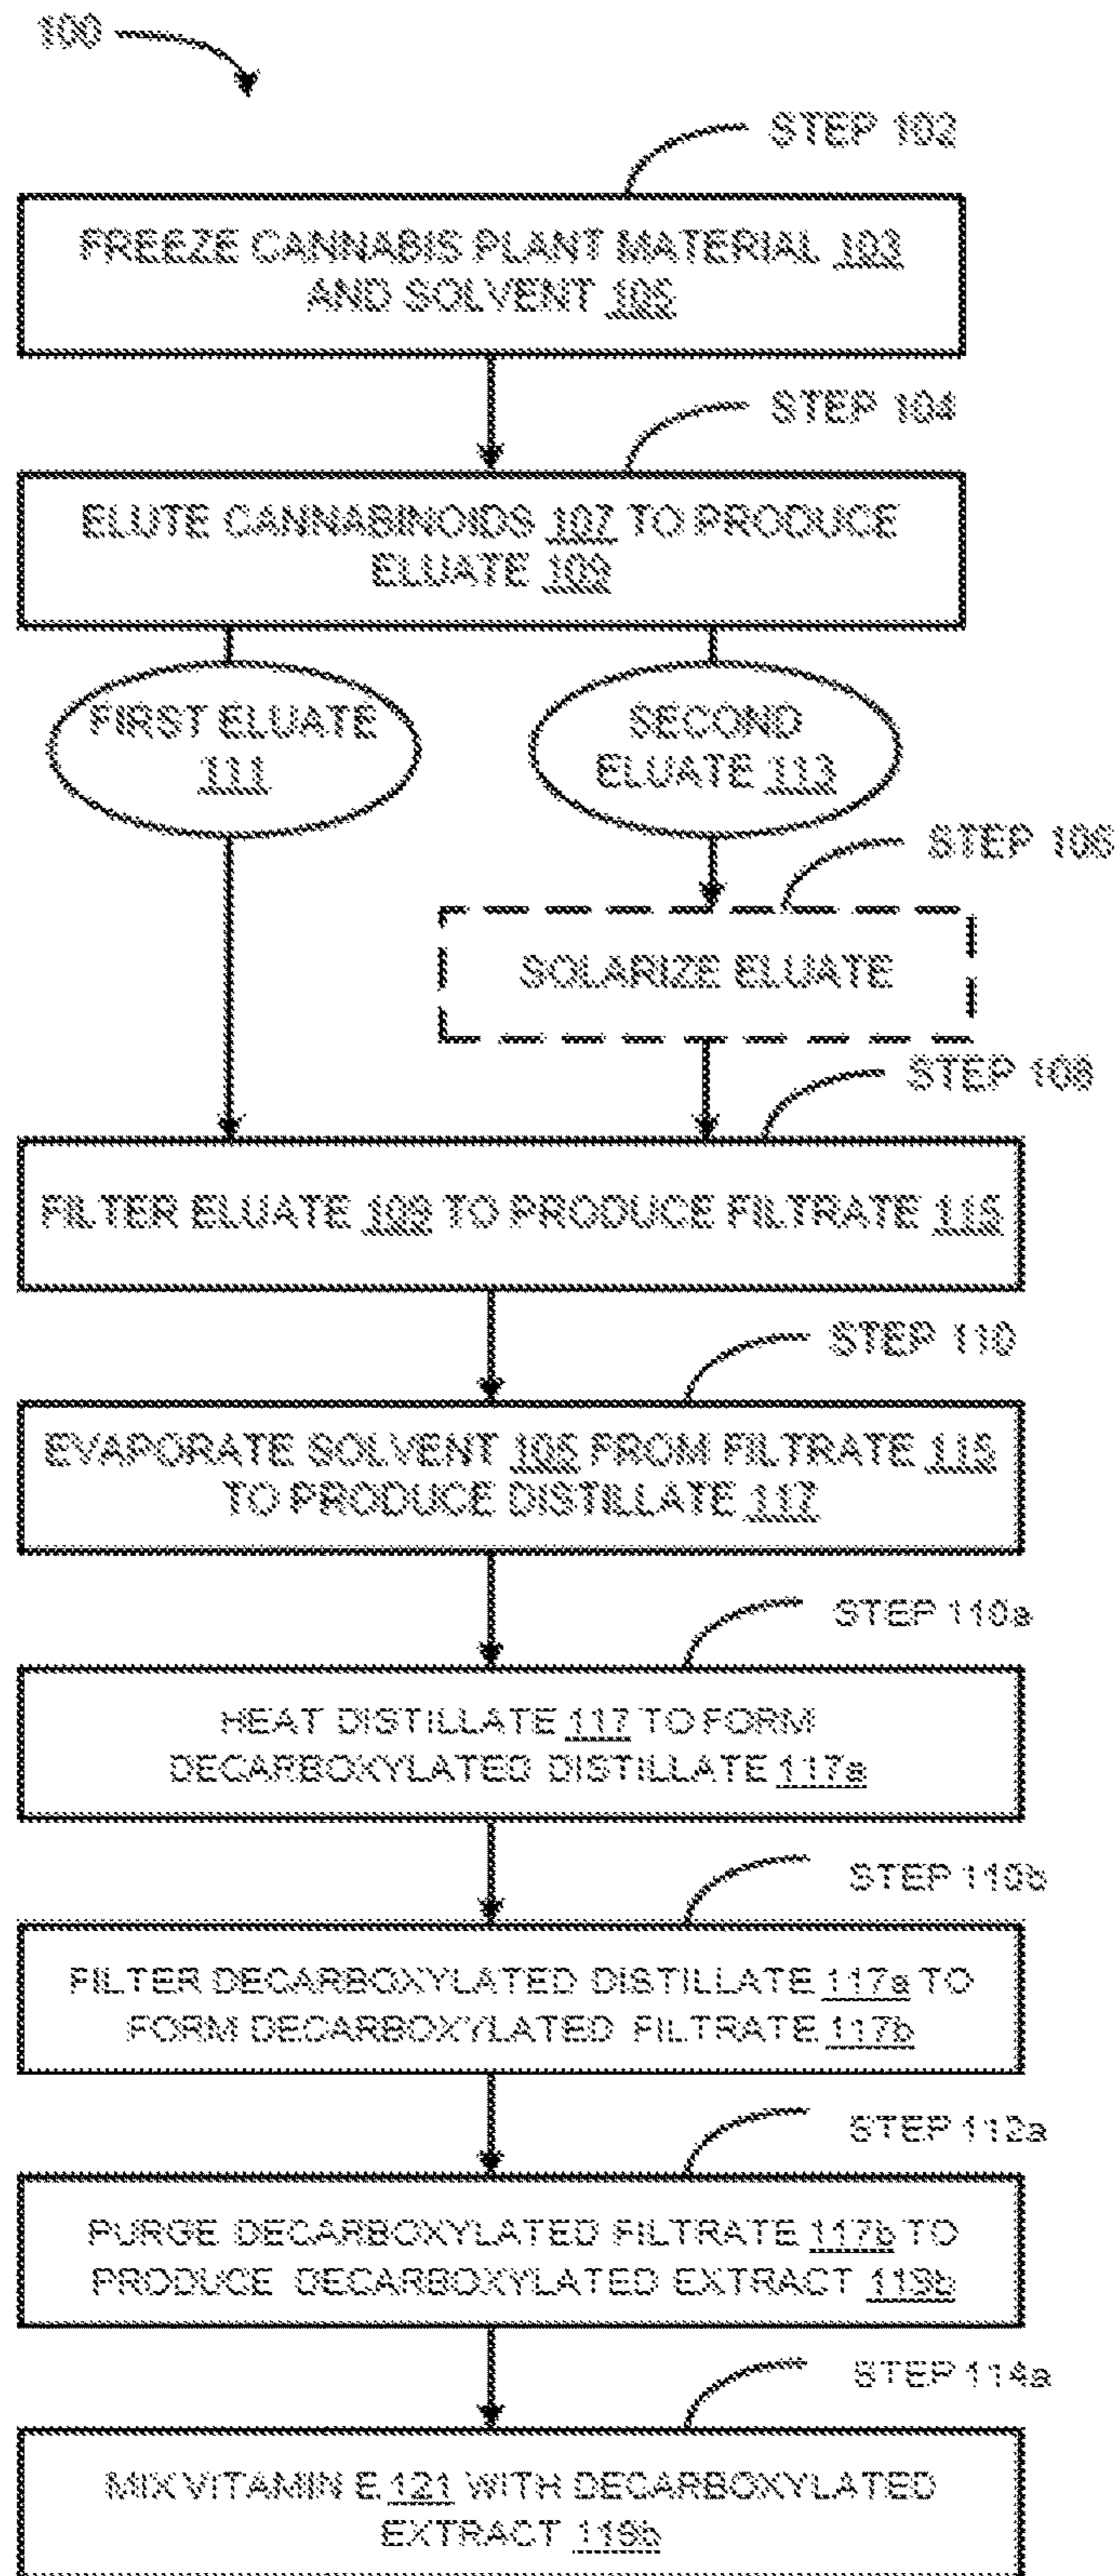 100
STEP 102
FREEZE CANNABIS PLANT MATERIAL 103
AND SOLVENT 105
STEP 104
ELUTE CANNABINOIDS 107 TO PRODUCE
ELUATE 109
FIRST ELUATE
111
SECOND
ELUATE 113
STEP 106
SOLARIZE ELUATE
STEP 108
FILTER ELUATE 109 TO PRODUCE FILTRATE 115
STEP 110
EVAPORATE SOLVENT 105 FROM FILTRATE 115
TO PRODUCE DISTILLATE 117
STEP 110a
HEAT DISTILLATE 117 TO FORM
DECARBOXYLATED DISTILLATE 117a
STEP 110b
FILTER DECARBOXYLATED DISTILLATE 117a TO
FORM DECARBOXYLATED FILTRATE 117b
STEP 112a
PURGE DECARBOXYLATED FILTRATE 117b TO
PRODUCE DECARBOXYLATED EXTRACT 119b
STEP 114a
MIX VITAMIN E 121 WITH DECARBOXYLATED
EXTRACT 119b